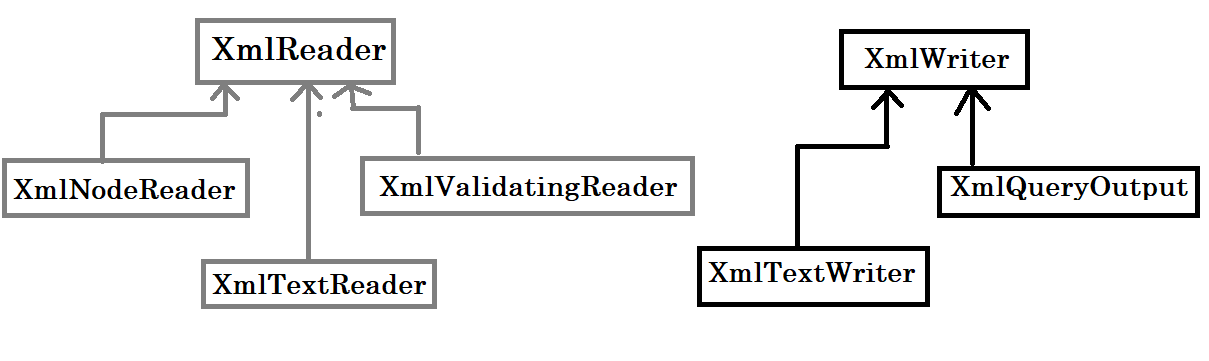 XmlReader
XmlWriter
XmlNodeReader
XmlValidatingReader
XmlQueryOutput
XmlTextReader
XmlTextWriter